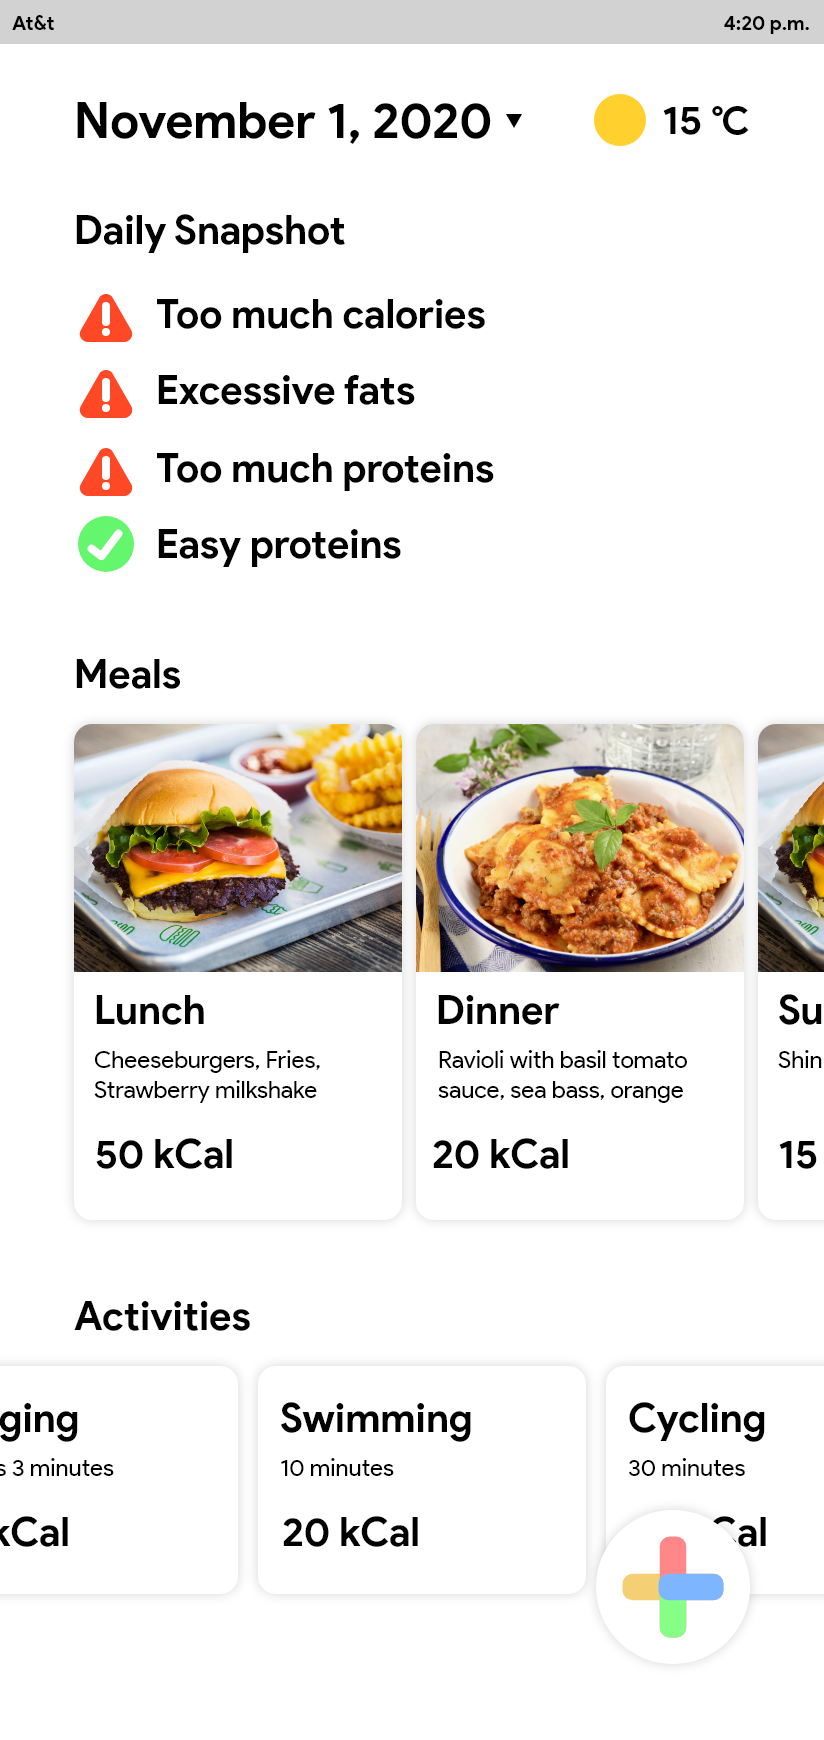 At&t 4:20 p.m.
November 1, 2020 ▼ 15 °C
Daily Snapshot
Too much calories
Excessive fats
Too much proteins
Easy proteins
Meals
Lunch
Cheeseburgers, Fries,
Strawberry milkshake
50 kCal
Dinner
Ravioli with basil tomato
sauce, sea bass, orange
20 kCal
Su
Shin
15
Activities
ging
s 3 minutes
kCal
Swimming
10 minutes
20 kCal
Cycling
30 minutes
Cal